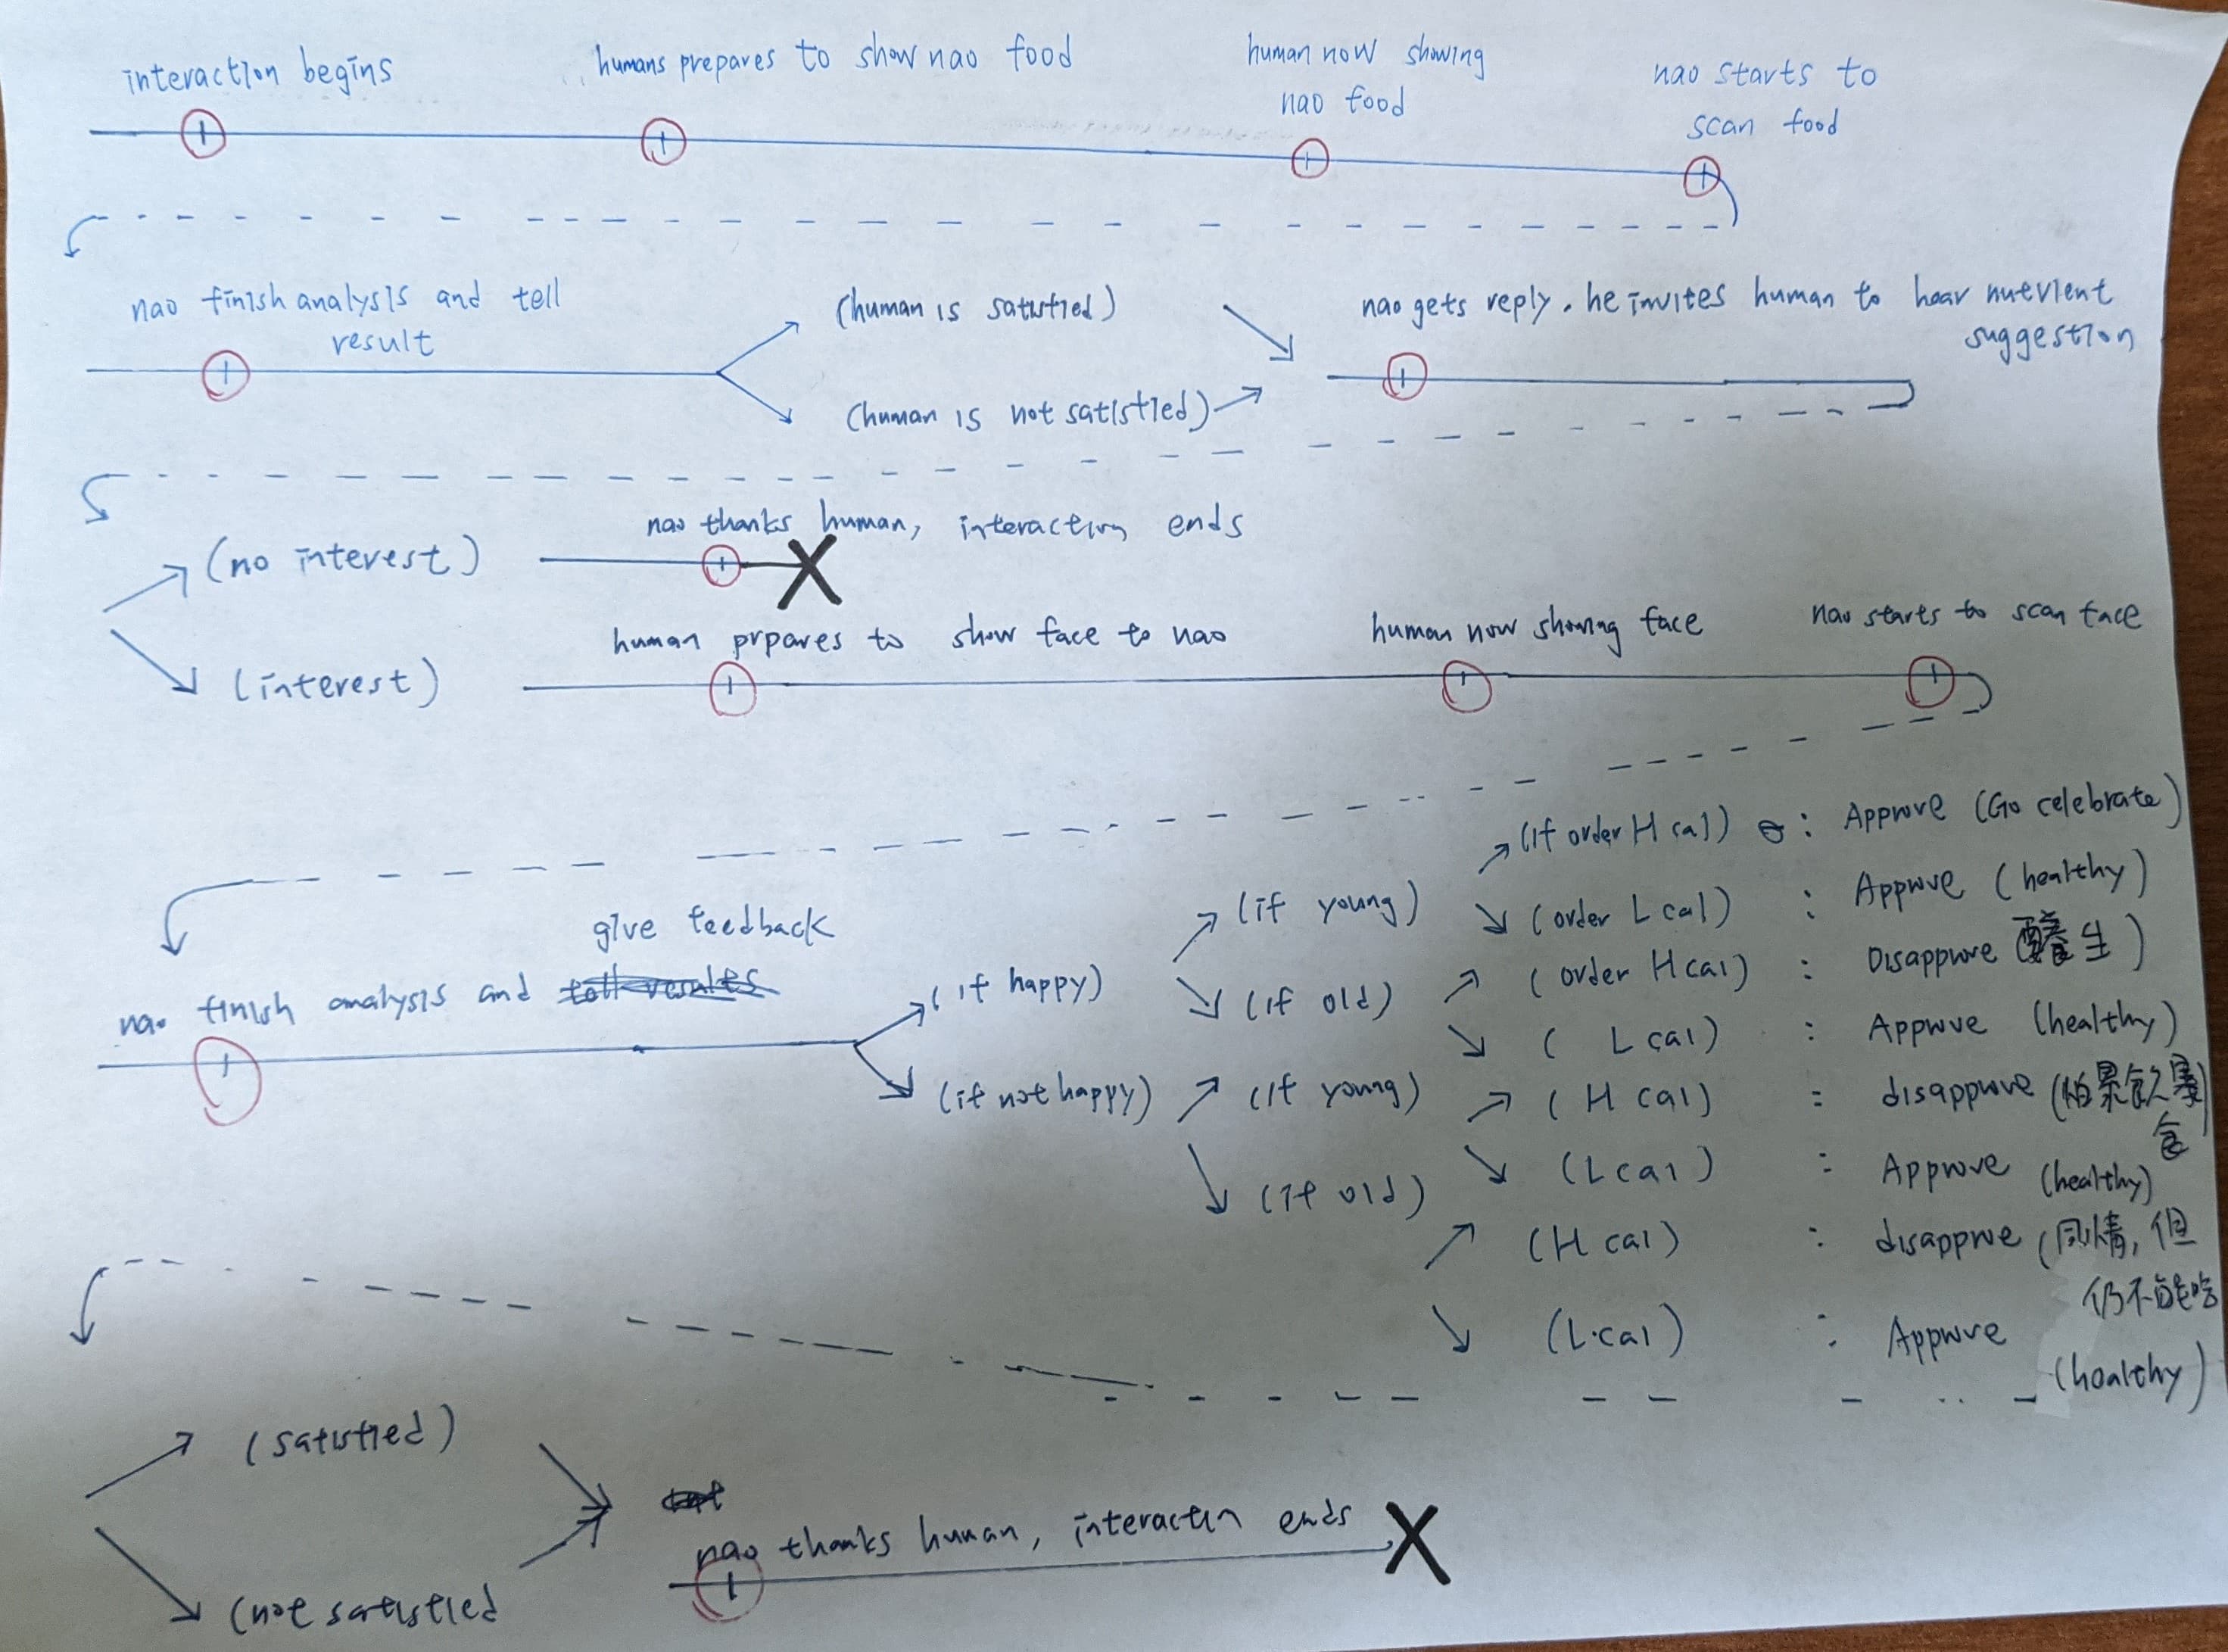 interaction begins
humans prepares to show nao food
human now showing
nao food
nao starts to
scan food
nao finish analysis and tell
result
(human is satisfied)
(human is not satisfied)
nao gets reply. he invites human to hear nutrient
suggestion
(no interest)
nao thanks human, interaction ends
(interest)
human prpares to show face to nao
human now showing face
nao starts to scan face
give feedback
nao finish analysis and tell results
(if happy)
(if not happy)
(if young)
(if old)
(if young)
(if old)
(if order H cal) : Approve (Go celebrate)
(order L cal) : Approve (healthy)
(order H cal) : Disapprove (養生)
( L cal) : Approve (healthy)
( H cal) : disapprove (怕暴飲暴
食)
(L cal) : Approve (healthy)
(H cal) : disapprove (同情, 但
仍不能吃
(L cal) : Approve
(healthy)
(satisfied)
(not satisfied
nao thanks human, interaction ends